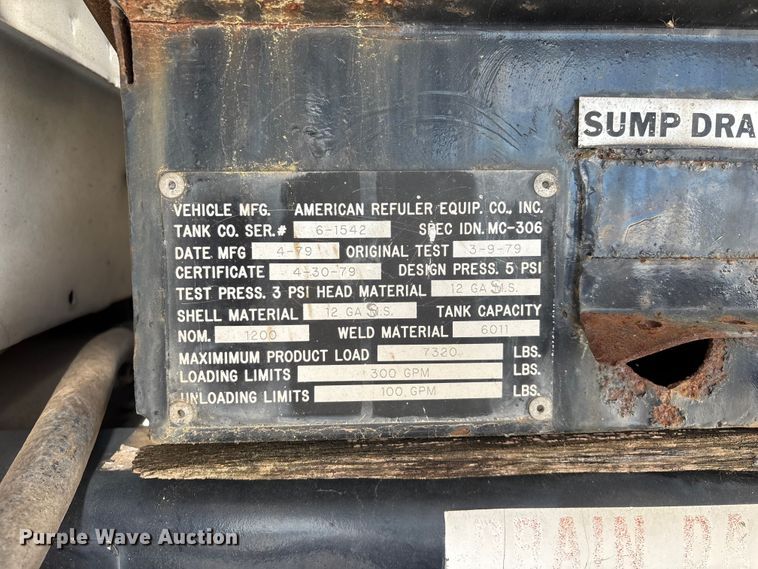 SUMP DRA
VEHICLE MFG. AMERICAN REFULER EQUIP. CO., INC.
TANK CO. SER.# 6-1542 SPEC IDN. MC-306
DATE MFG 4-79 ORIGINAL TEST 3-9-79
CERTIFICATE 4-30-79 DESIGN PRESS. 5 PSI
TEST PRESS. 3 PSI HEAD MATERIAL 12 GA M.S.
SHELL MATERIAL 12 GA M.S. TANK CAPACITY
NOM. 1200 WELD MATERIAL 6011
MAXIMIMUM PRODUCT LOAD 7320 LBS.
LOADING LIMITS 300 GPM LBS.
UNLOADING LIMITS 100 GPM LBS.
Purple Wave Auction